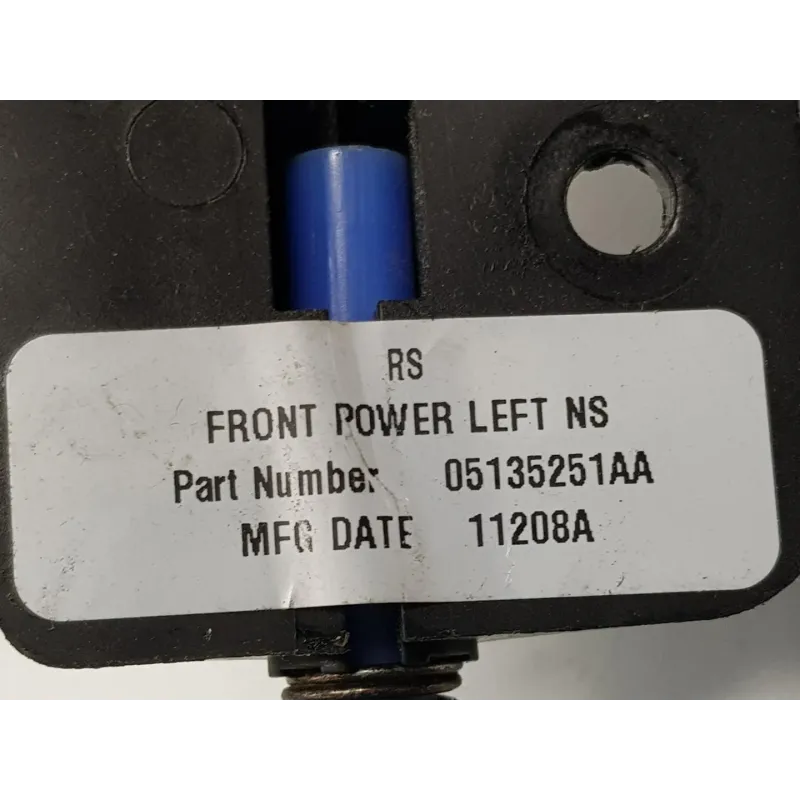 RS
FRONT POWER LEFT NS
Part Number 05135251AA
MFG DATE 11208A